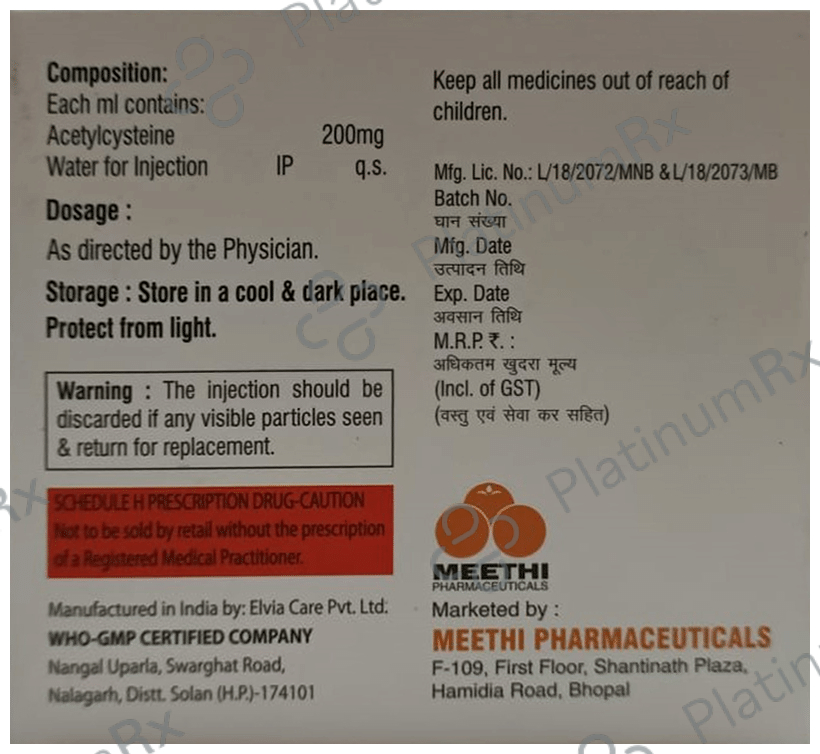 Composition:
Each ml contains:
Acetylcysteine 200mg
Water for Injection IP q.s.
Dosage :
As directed by the Physician.
Storage : Store in a cool & dark place.
Protect from light.
Warning : The injection should be
discarded if any visible particles seen
& return for replacement.
SCHEDULE H PRESCRIPTION DRUG-CAUTION
Not to be sold by retail without the prescription
of a Registered Medical Practitioner.
Manufactured in India by: Elvia Care Pvt. Ltd.
WHO-GMP CERTIFIED COMPANY
Nangal Uparla, Swarghat Road,
Nalagarh, Distt. Solan (H.P.)-174101
Keep all medicines out of reach of
children.
Mfg. Lic. No.: L/18/2072/MNB & L/18/2073/MB
Batch No.
घान संख्या
Mfg. Date
उत्पादन तिथि
Exp. Date
अवसान तिथि
M.R.P. ₹. :
अधिकतम खुदरा मूल्य
(Incl. of GST)
(वस्तु एवं सेवा कर सहित)
MEETHI
PHARMACEUTICALS
Marketed by :
MEETHI PHARMACEUTICALS
F-109, First Floor, Shantinath Plaza,
Hamidia Road, Bhopal
PlatinumRx
PlatinumRx